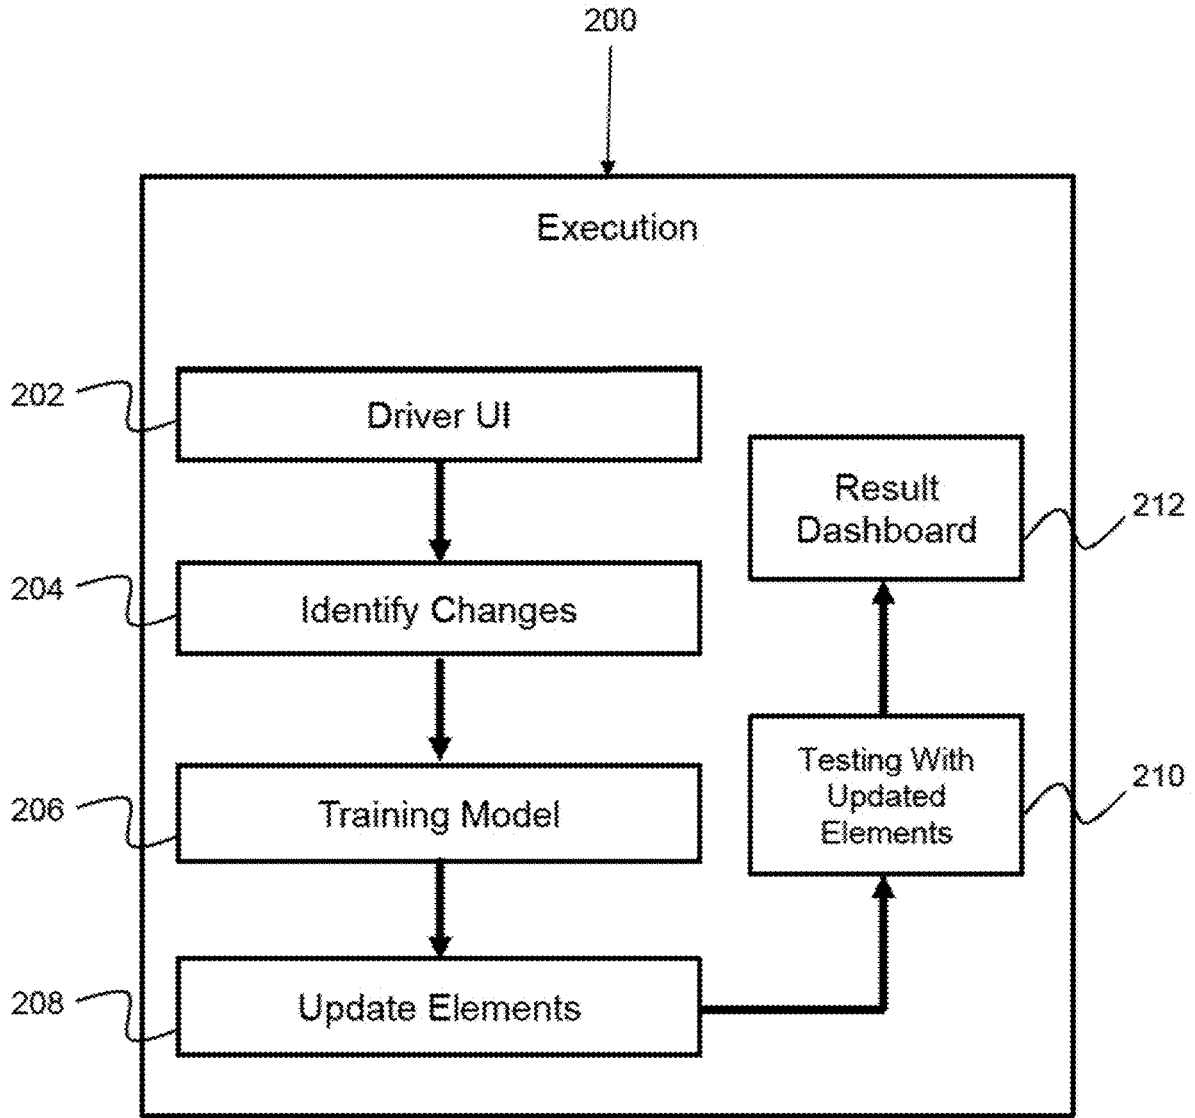 200
Execution
202
Driver UI
204
Identify Changes
206
Training Model
208
Update Elements
Result
Dashboard
212
Testing With
Updated
Elements
210